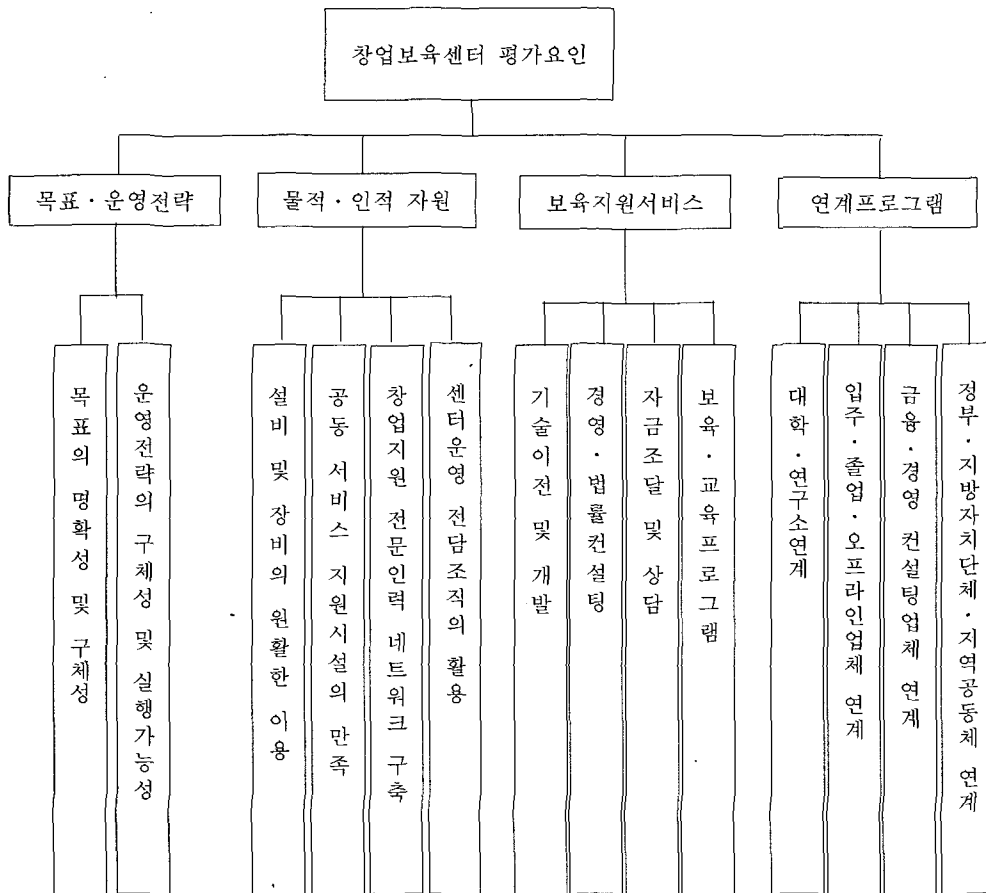 창업보육센터 평가요인
목표·운영전략
물적·인적 자원
보육지원서비스
연계프로그램
목표의 명확성 및 구체성
운영전략의 구체성 및 실행가능성
설비 및 장비의 원활한 이용
공동 서비스 지원시설의 만족
창업지원 전문인력 네트워크 구축
센터운영 전담조직의 활용
기술이전 및 개발
경영·법률컨설팅
자금조달 및 상담
보육·교육프로그램
대학·연구소연계
입주·졸업·오프라인업체 연계
금융·경영 컨설팅업체 연계
정부·지방자치단체·지역공동체 연계